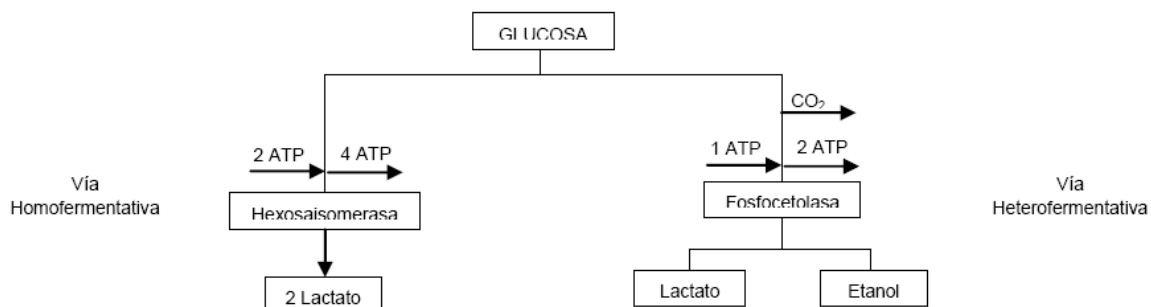 GLUCOSA
CO₂
2 ATP
4 ATP
1 ATP
2 ATP
Vía
Homofermentativa
Hexosaisomerasa
Fosfocetolasa
Vía
Heterofermentativa
2 Lactato
Lactato
Etanol